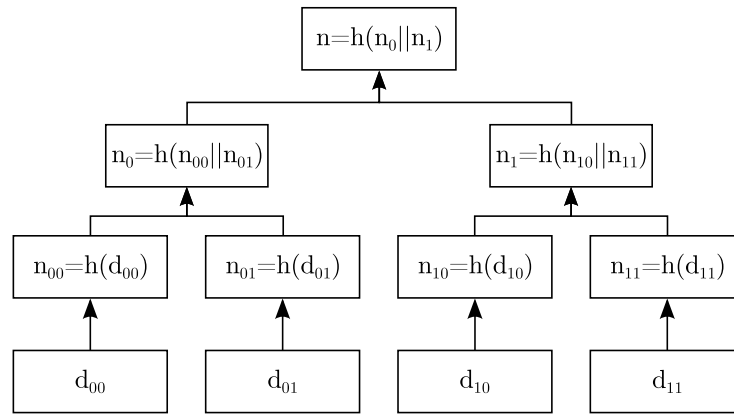 n=h(n₀||n₁)
n₀=h(n₀₀||n₀₁)
n₁=h(n₁₀||n₁₁)
n₀₀=h(d₀₀)
n₀₁=h(d₀₁)
n₁₀=h(d₁₀)
n₁₁=h(d₁₁)
d₀₀
d₀₁
d₁₀
d₁₁